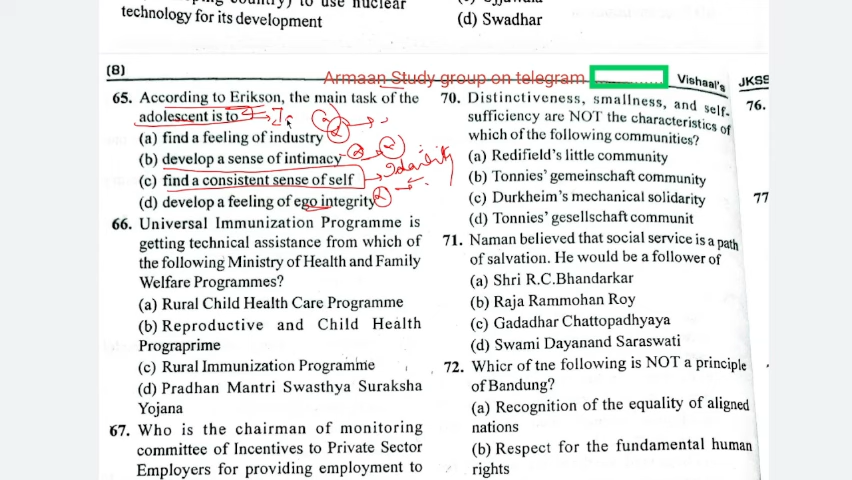 technology for its development
(d) Swadhar
(8)
Armaan Study group on telegram
Vishaal's JKSS
65. According to Erikson, the main task of the
adolescent is to
(a) find a feeling of industry
(b) develop a sense of intimacy
(c) find a consistent sense of self
(d) develop a feeling of ego integrity
66. Universal Immunization Programme is
getting technical assistance from which of
the following Ministry of Health and Family
Welfare Programmes?
(a) Rural Child Health Care Programme
(b) Reproductive and Child Health
Prograprime
(c) Rural Immunization Programme
(d) Pradhan Mantri Swasthya Suraksha
Yojana
67. Who is the chairman of monitoring
committee of Incentives to Private Sector
Employers for providing employment to
70. Distinctiveness, smallness, and self-
sufficiency are NOT the characteristics of
which of the following communities?
(a) Redifield's little community
(b) Tonnies' gemeinschaft community
(c) Durkheim's mechanical solidarity
(d) Tonnies' gesellschaft communit
71. Naman believed that social service is a path
of salvation. He would be a follower of
(a) Shri R.C.Bhandarkar
(b) Raja Rammohan Roy
(c) Gadadhar Chattopadhyaya
(d) Swami Dayanand Saraswati
72. Whicr of tne following is NOT a principle
of Bandung?
(a) Recognition of the equality of aligned
nations
(b) Respect for the fundamental human
rights
76.
77